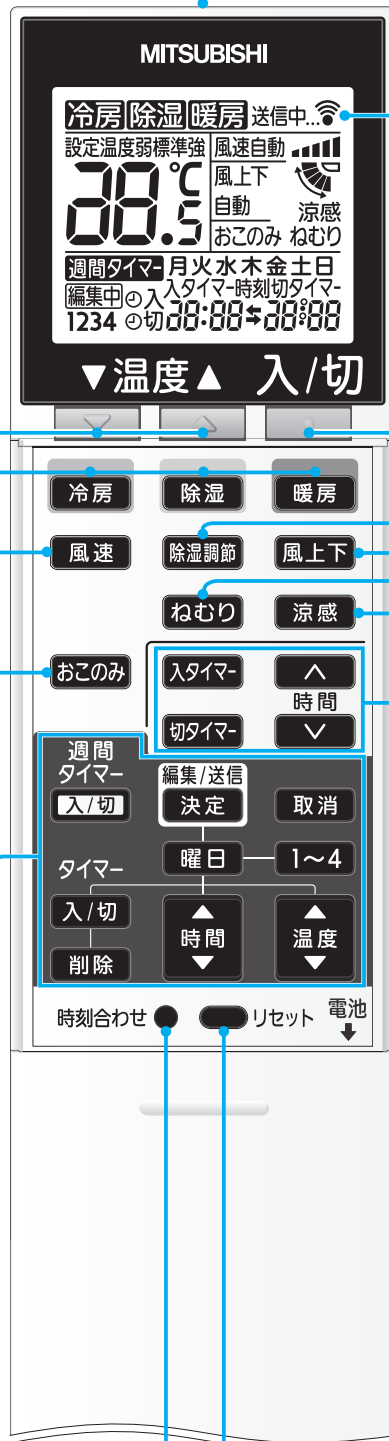 MITSUBISHI
冷房 除湿 暖房 送信中...
設定温度弱標準強 風速自動
88.5℃ 風上下
自動 涼感
おこのみ ねむり
週間タイマー 月火水木金土日
編集中 入 入タイマー時刻切タイマー
1234 切 88:88 88:88
▼温度▲ 入/切
冷房 除湿 暖房
風速 除湿調節 風上下
ねむり 涼感
おこのみ 入タイマー
時間
切タイマー
週間
タイマー 編集/送信
入/切 決定 取消
曜日 1～4
タイマー
入/切 時間 温度
削除
時刻合わせ リセット 電池